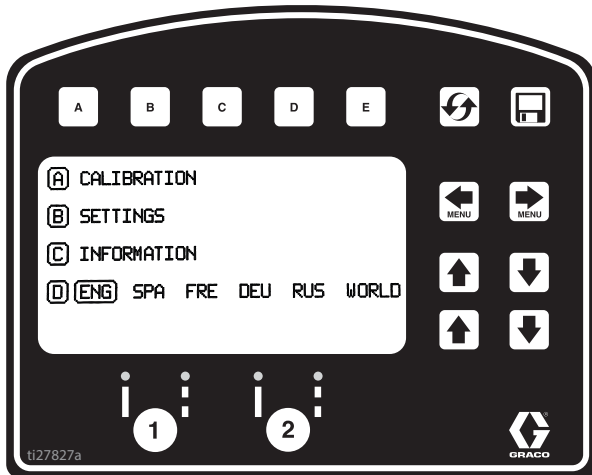 A B C D E
A CALIBRATION
B SETTINGS
MENU MENU
C INFORMATION
D ENG SPA FRE DEU RUS WORLD
1 2
ti27827a
GRACO